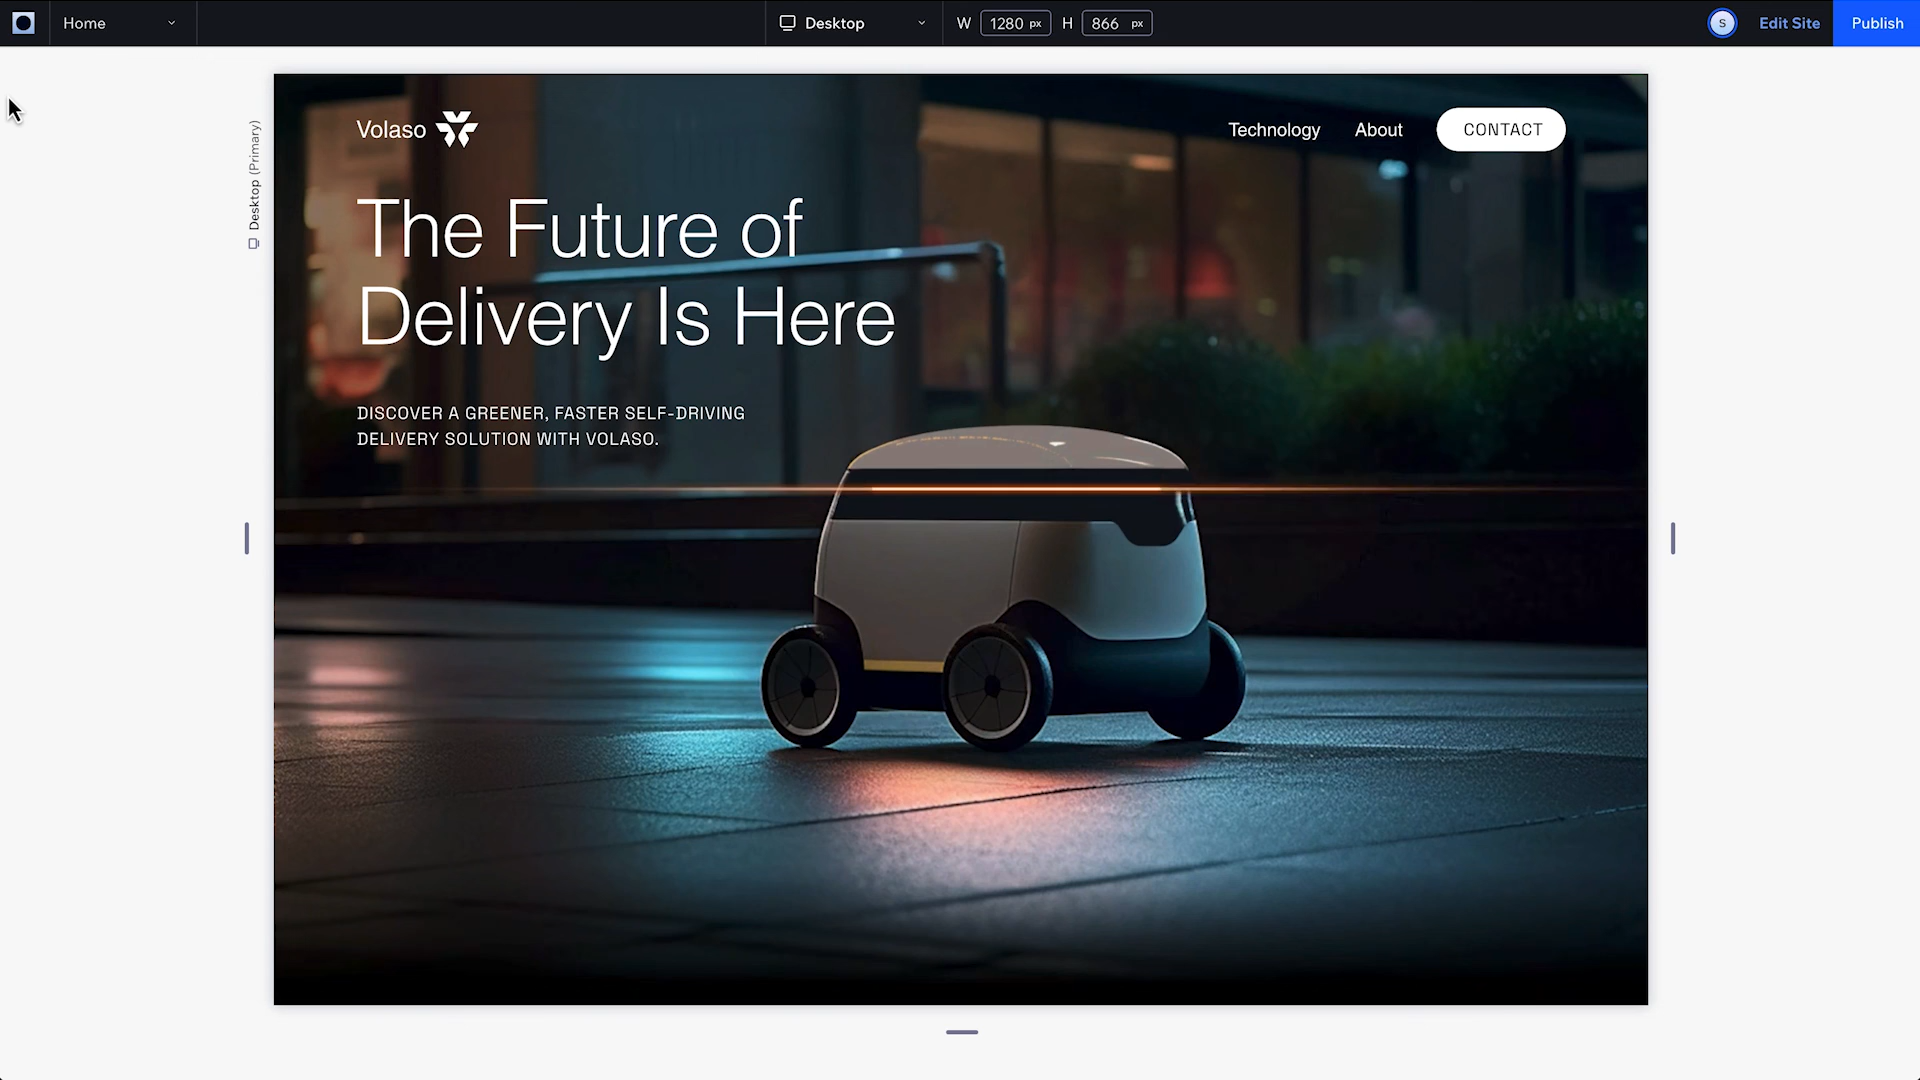 Home
Desktop
W 1280 px H 866 px
S
Edit Site
Publish
Desktop (Primary)
Volaso
Technology
About
CONTACT
The Future of
Delivery Is Here
DISCOVER A GREENER, FASTER SELF-DRIVING
DELIVERY SOLUTION WITH VOLASO.